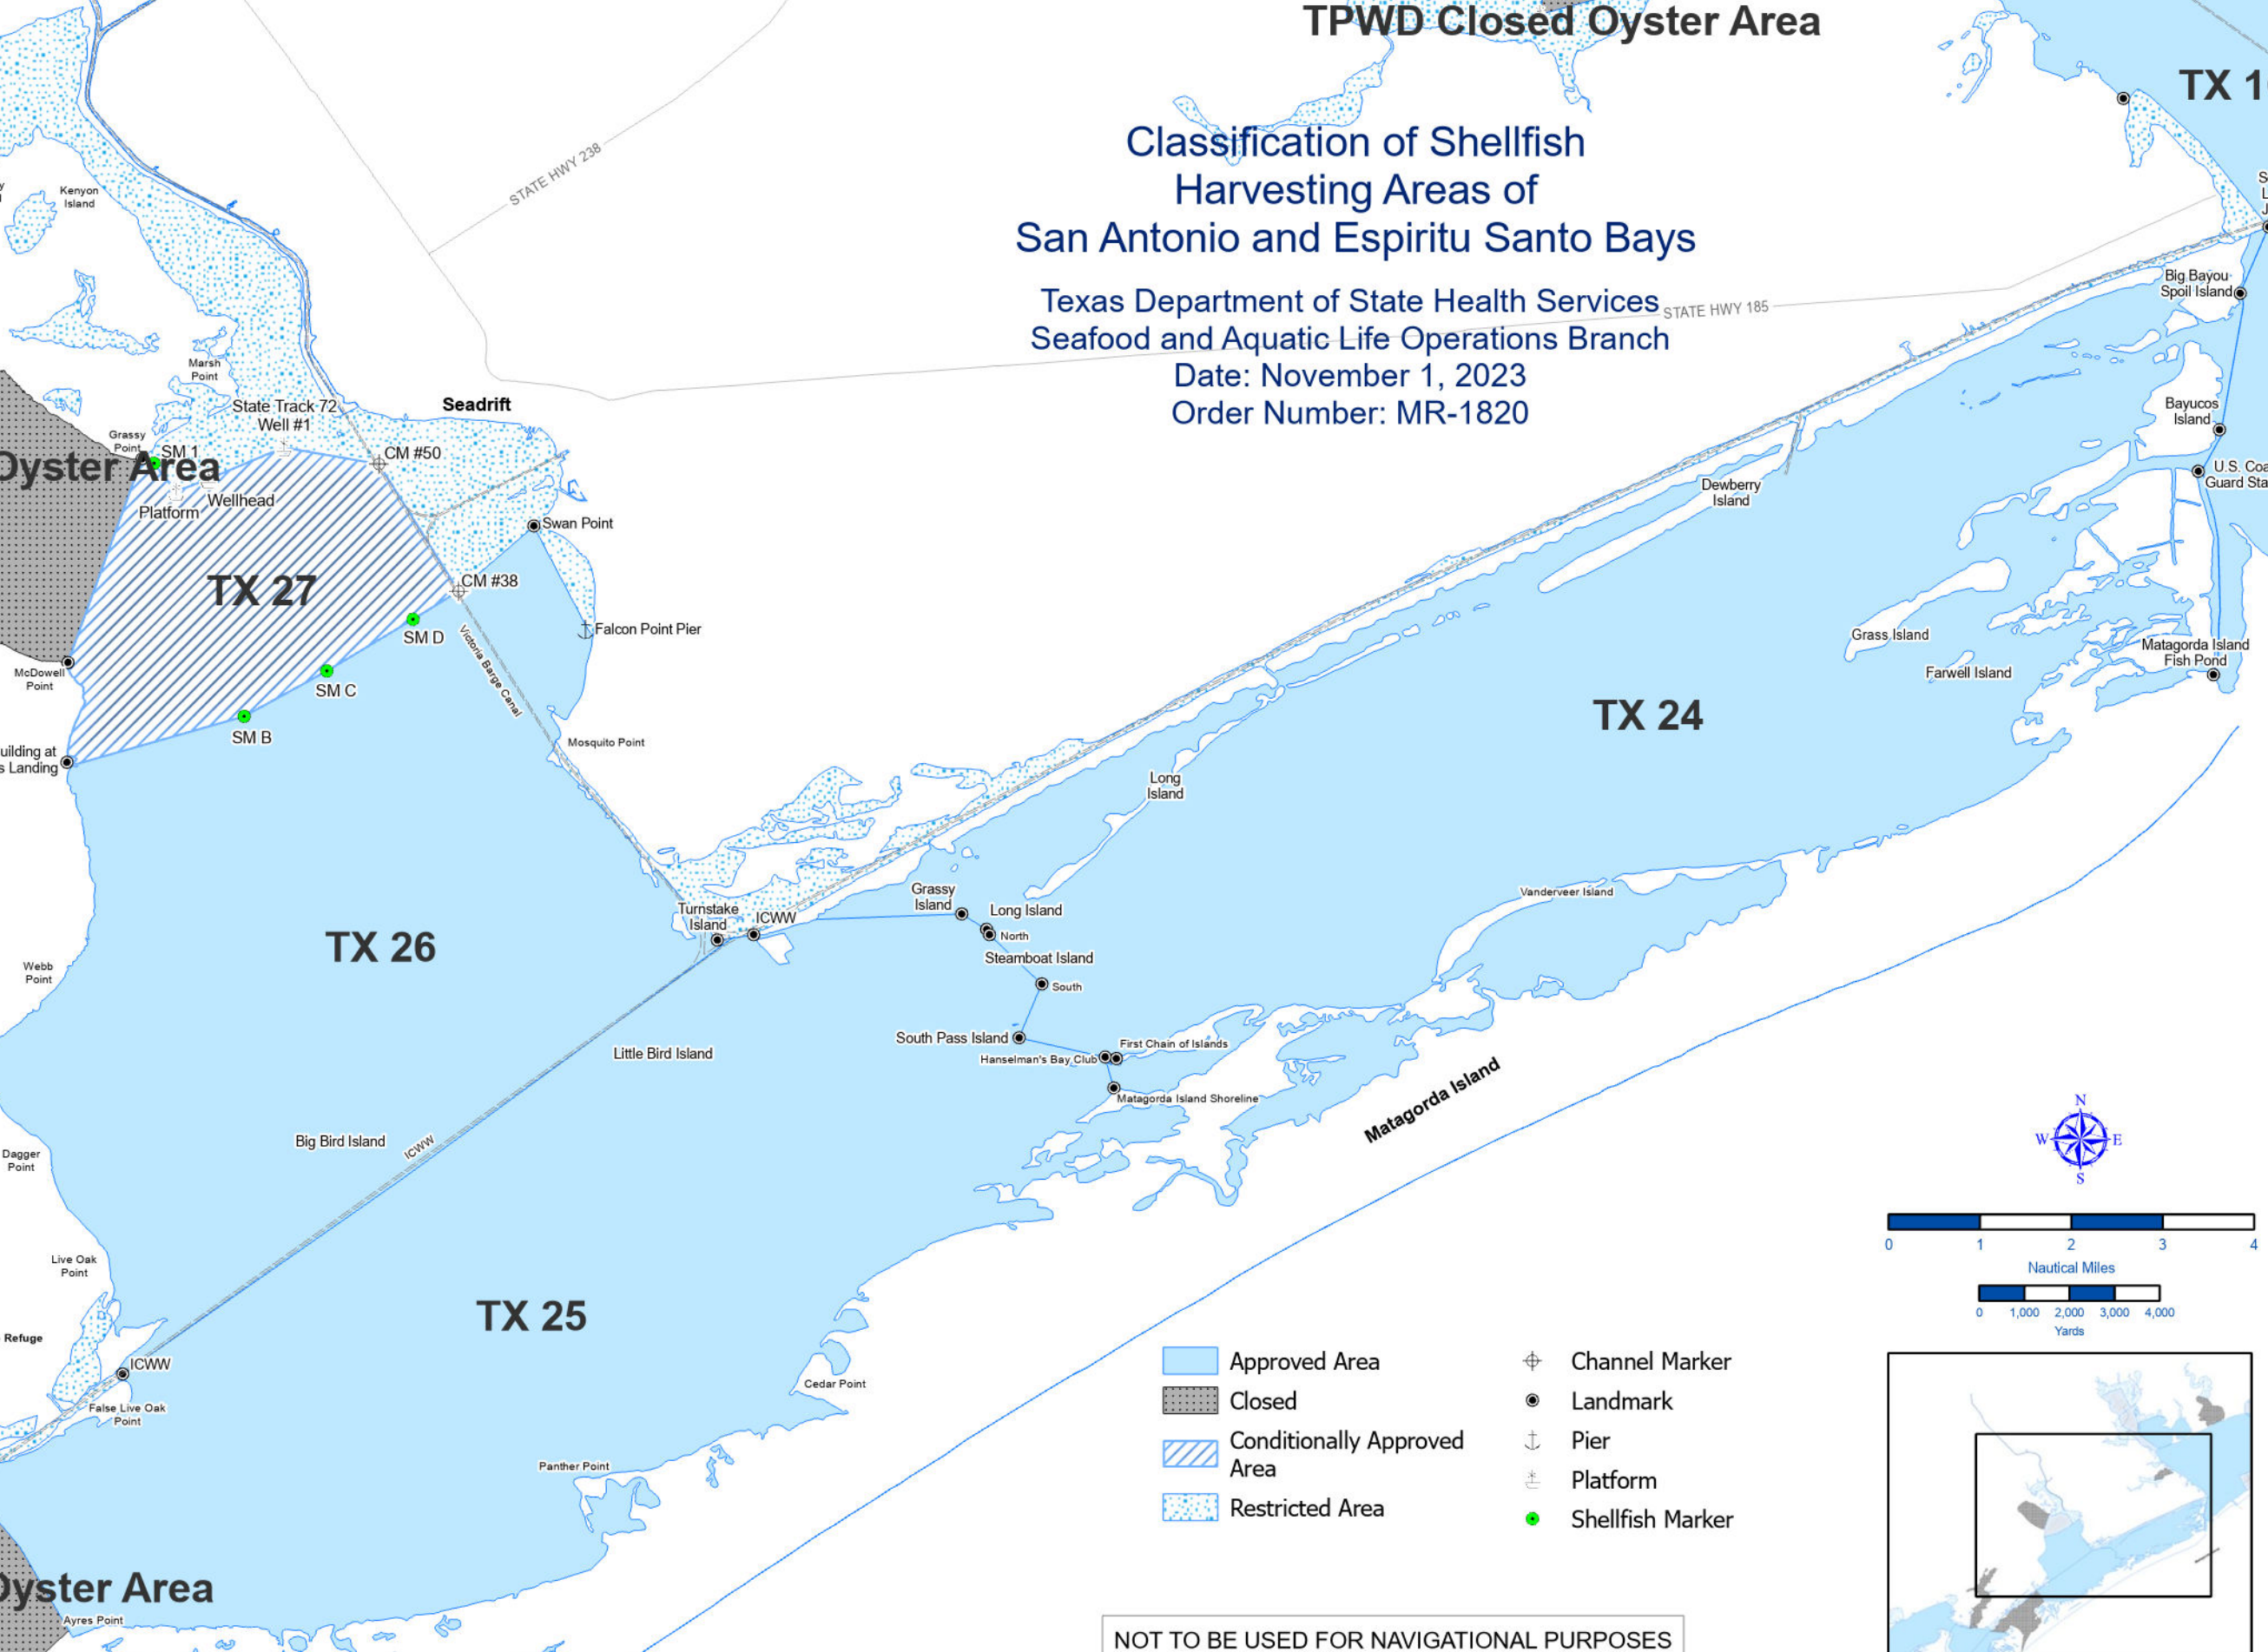 TPWD Closed Oyster Area
TX 1
Classification of Shellfish
Harvesting Areas of
San Antonio and Espiritu Santo Bays
Texas Department of State Health Services
Seafood and Aquatic Life Operations Branch
Date: November 1, 2023
Order Number: MR-1820
STATE HWY 238
STATE HWY 185
Kenyon
Island
Marsh
Point
State Track 72
Well #1
Seadrift
Grassy
Point
SM 1
CM #50
Oyster Area
Wellhead
Platform
Swan Point
TX 27
CM #38
SM D
Falcon Point Pier
McDowell
Point
SM C
SM B
Victoria Barge Canal
uilding at
s Landing
Mosquito Point
Big Bayou
Spoil Island
Bayucos
Island
U.S. Coa
Guard Sta
Dewberry
Island
Grass Island
Farwell Island
Matagorda Island
Fish Pond
TX 24
Long
Island
Vanderveer Island
Grassy
Island
Long Island
North
Steamboat Island
South
Turnstake
Island
ICWW
TX 26
Webb
Point
South Pass Island
First Chain of Islands
Hanselman's Bay Club
Matagorda Island Shoreline
Little Bird Island
Matagorda Island
Big Bird Island
ICWW
Dagger
Point
Live Oak
Point
Refuge
TX 25
ICWW
False Live Oak
Point
Cedar Point
Panther Point
Oyster Area
Ayres Point
N
W E
S
0 1 2 3 4
Nautical Miles
0 1,000 2,000 3,000 4,000
Yards
Approved Area
Closed
Conditionally Approved
Area
Restricted Area
Channel Marker
Landmark
Pier
Platform
Shellfish Marker
NOT TO BE USED FOR NAVIGATIONAL PURPOSES